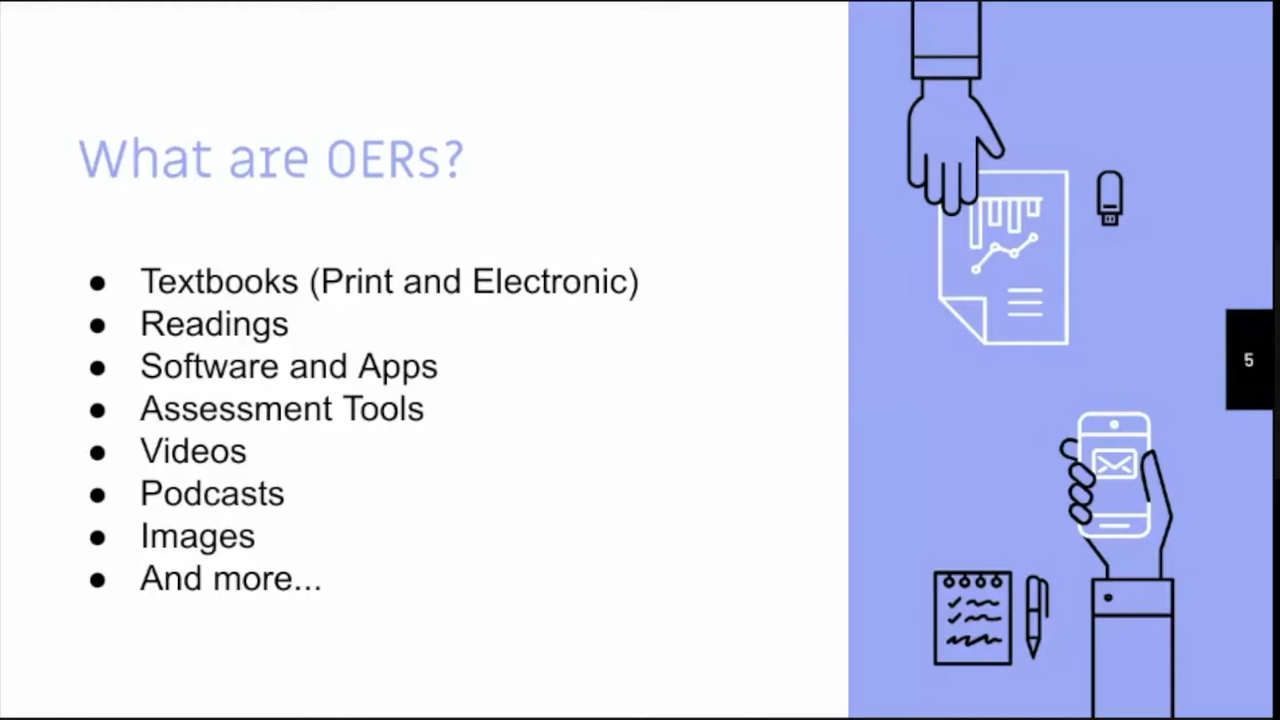 What are OERs?
● Textbooks (Print and Electronic)
● Readings
● Software and Apps
● Assessment Tools
● Videos
● Podcasts
● Images
● And more...
5